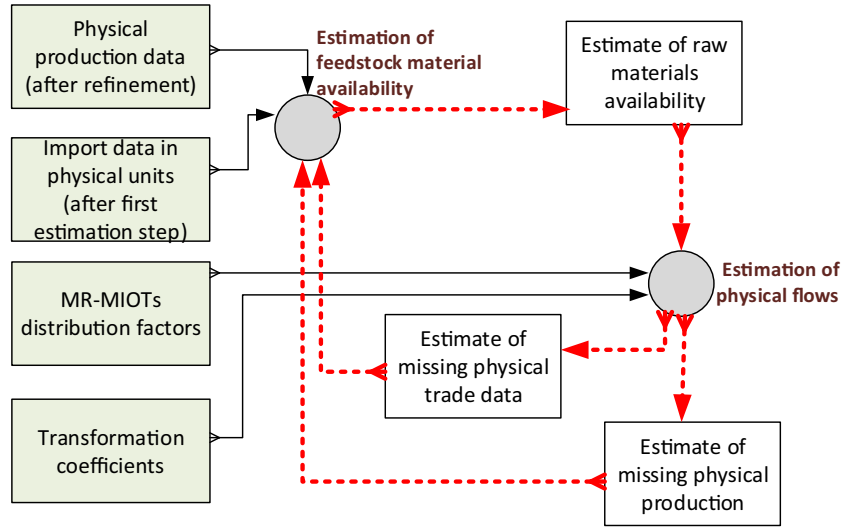 Physical
production data
(after refinement)
Estimation of
feedstock material
availability
Estimate of raw
materials
availability
Import data in
physical units
(after first
estimation step)
MR-MIOTs
distribution factors
Estimation of
physical flows
Estimate of
missing physical
trade data
Transformation
coefficients
Estimate of
missing physical
production